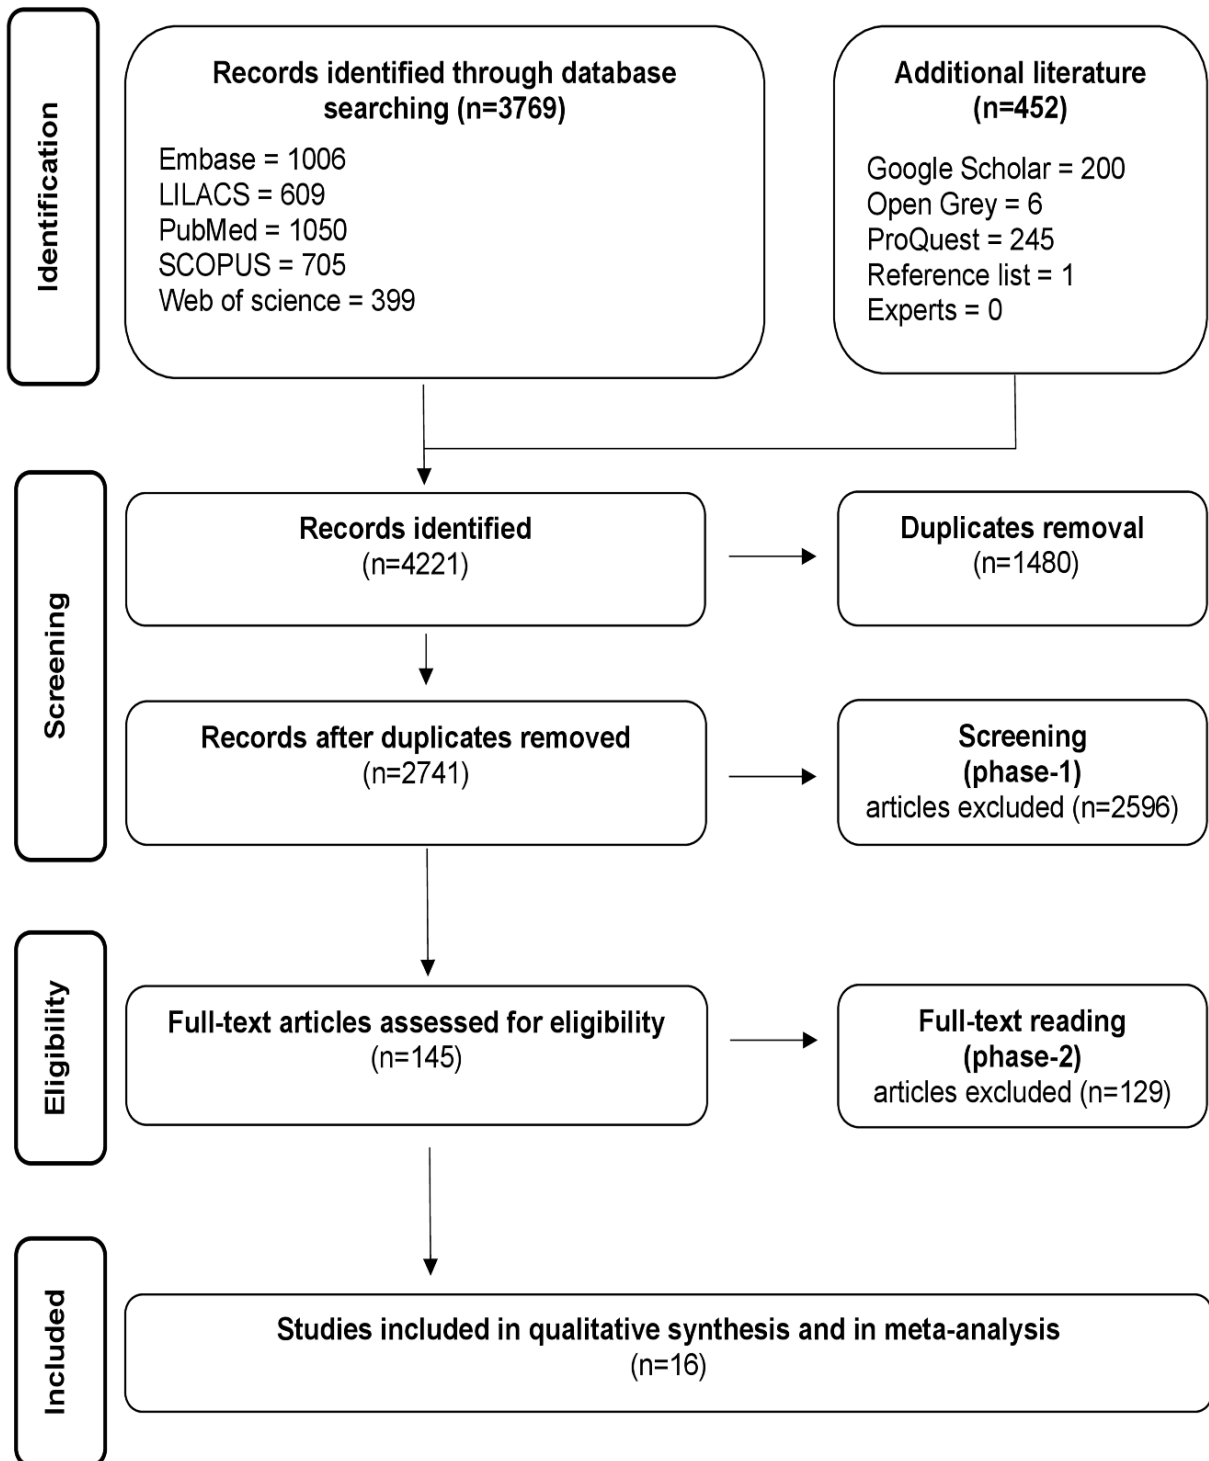 Identification
Records identified through database
searching (n=3769)
Embase = 1006
LILACS = 609
PubMed = 1050
SCOPUS = 705
Web of science = 399
Additional literature
(n=452)
Google Scholar = 200
Open Grey = 6
ProQuest = 245
Reference list = 1
Experts = 0
Screening
Records identified
(n=4221)
Duplicates removal
(n=1480)
Records after duplicates removed
(n=2741)
Screening
(phase-1)
articles excluded (n=2596)
Eligibility
Full-text articles assessed for eligibility
(n=145)
Full-text reading
(phase-2)
articles excluded (n=129)
Included
Studies included in qualitative synthesis and in meta-analysis
(n=16)